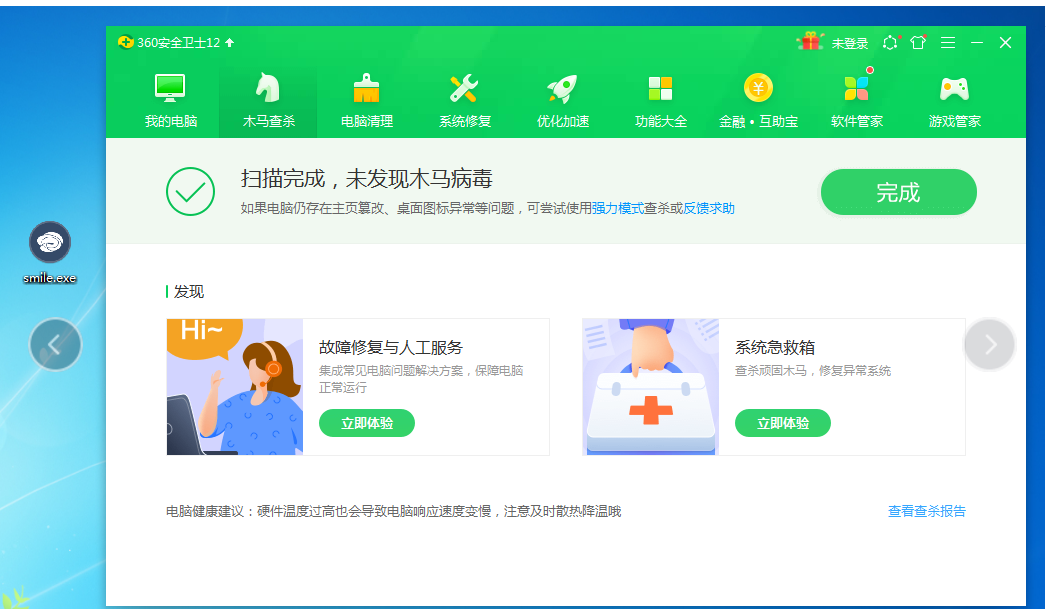 360安全卫士12
未登录
我的电脑
木马查杀
电脑清理
系统修复
优化加速
功能大全
金融•互助宝
软件管家
游戏管家
扫描完成，未发现木马病毒
如果电脑仍存在主页篡改、桌面图标异常等问题，可尝试使用强力模式查杀或反馈求助
完成
smile.exe
发现
Hi~
故障修复与人工服务
集成常见电脑问题解决方案，保障电脑
正常运行
立即体验
系统急救箱
查杀顽固木马，修复异常系统
立即体验
电脑健康建议：硬件温度过高也会导致电脑响应速度变慢，注意及时散热降温哦
查看查杀报告